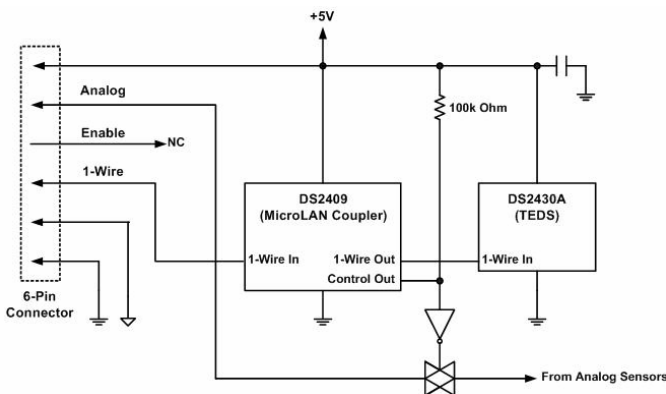 +5V
Analog
100k Ohm
Enable
NC
1-Wire
DS2409
(MicroLAN Coupler)
DS2430A
(TEDS)
1-Wire In
1-Wire Out
1-Wire In
Control Out
6-Pin
Connector
From Analog Sensors